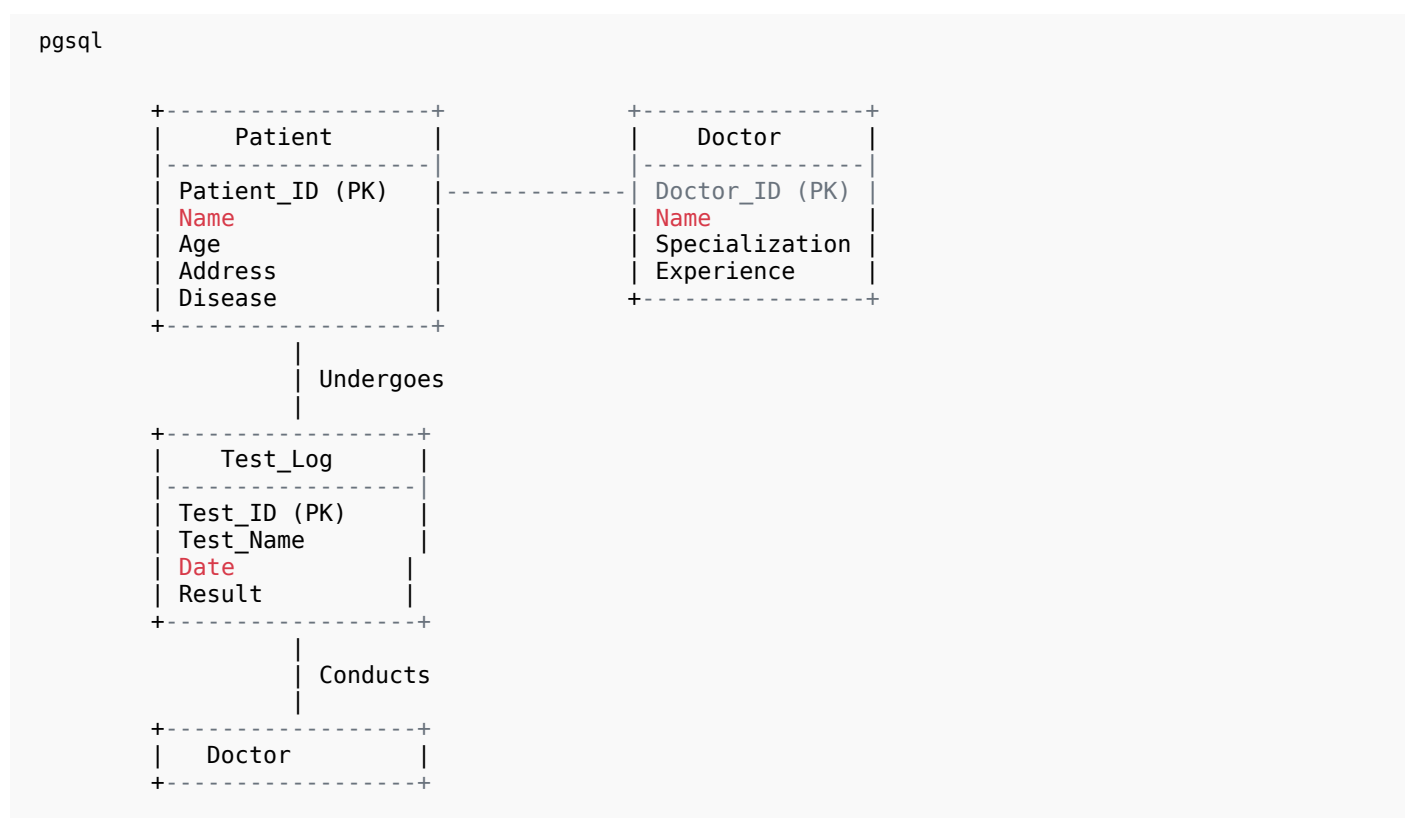 pgsql
+-------------------+             +----------------+
|     Patient       |             |    Doctor      |
|-------------------|             |----------------|
| Patient_ID (PK)   |-------------| Doctor_ID (PK) |
| Name              |             | Name           |
| Age               |             | Specialization |
| Address           |             | Experience     |
| Disease           |             +----------------+
+-------------------+
          |
          | Undergoes
          |
+------------------+
|    Test_Log      |
|------------------|
| Test_ID (PK)     |
| Test_Name        |
| Date            |
| Result          |
+------------------+
          |
          | Conducts
          |
+------------------+
|   Doctor         |
+------------------+